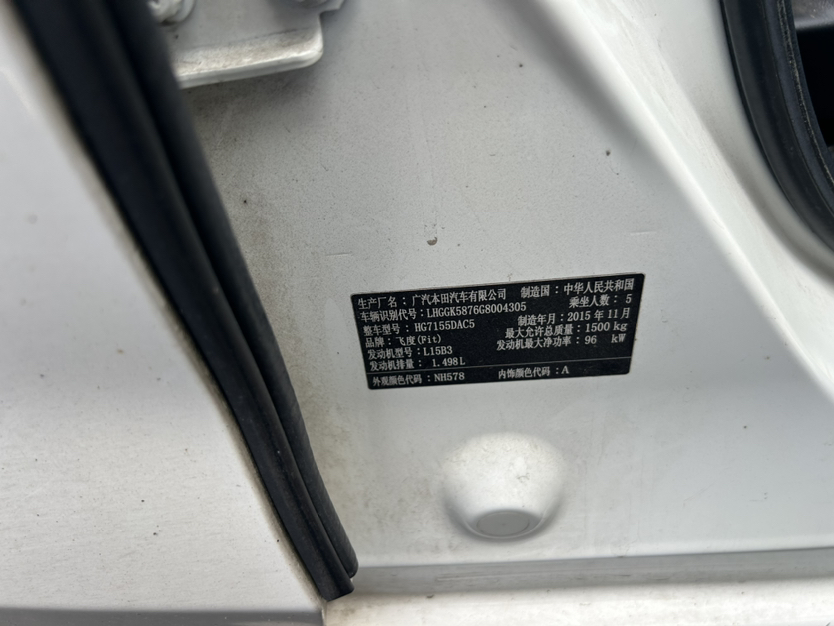 生产厂名：广汽本田汽车有限公司 制造国：中华人民共和国
车辆识别代号：LHGGK5876G8004305 乘坐人数：5
整车型号：HG7155DAC5 制造年月：2015 年 11 月
品牌：飞度(Fit) 最大允许总质量：1500 kg
发动机型号：L15B3 发动机最大净功率：96 kW
发动机排量：1.498L
外观颜色代码：NH578 内饰颜色代码：A